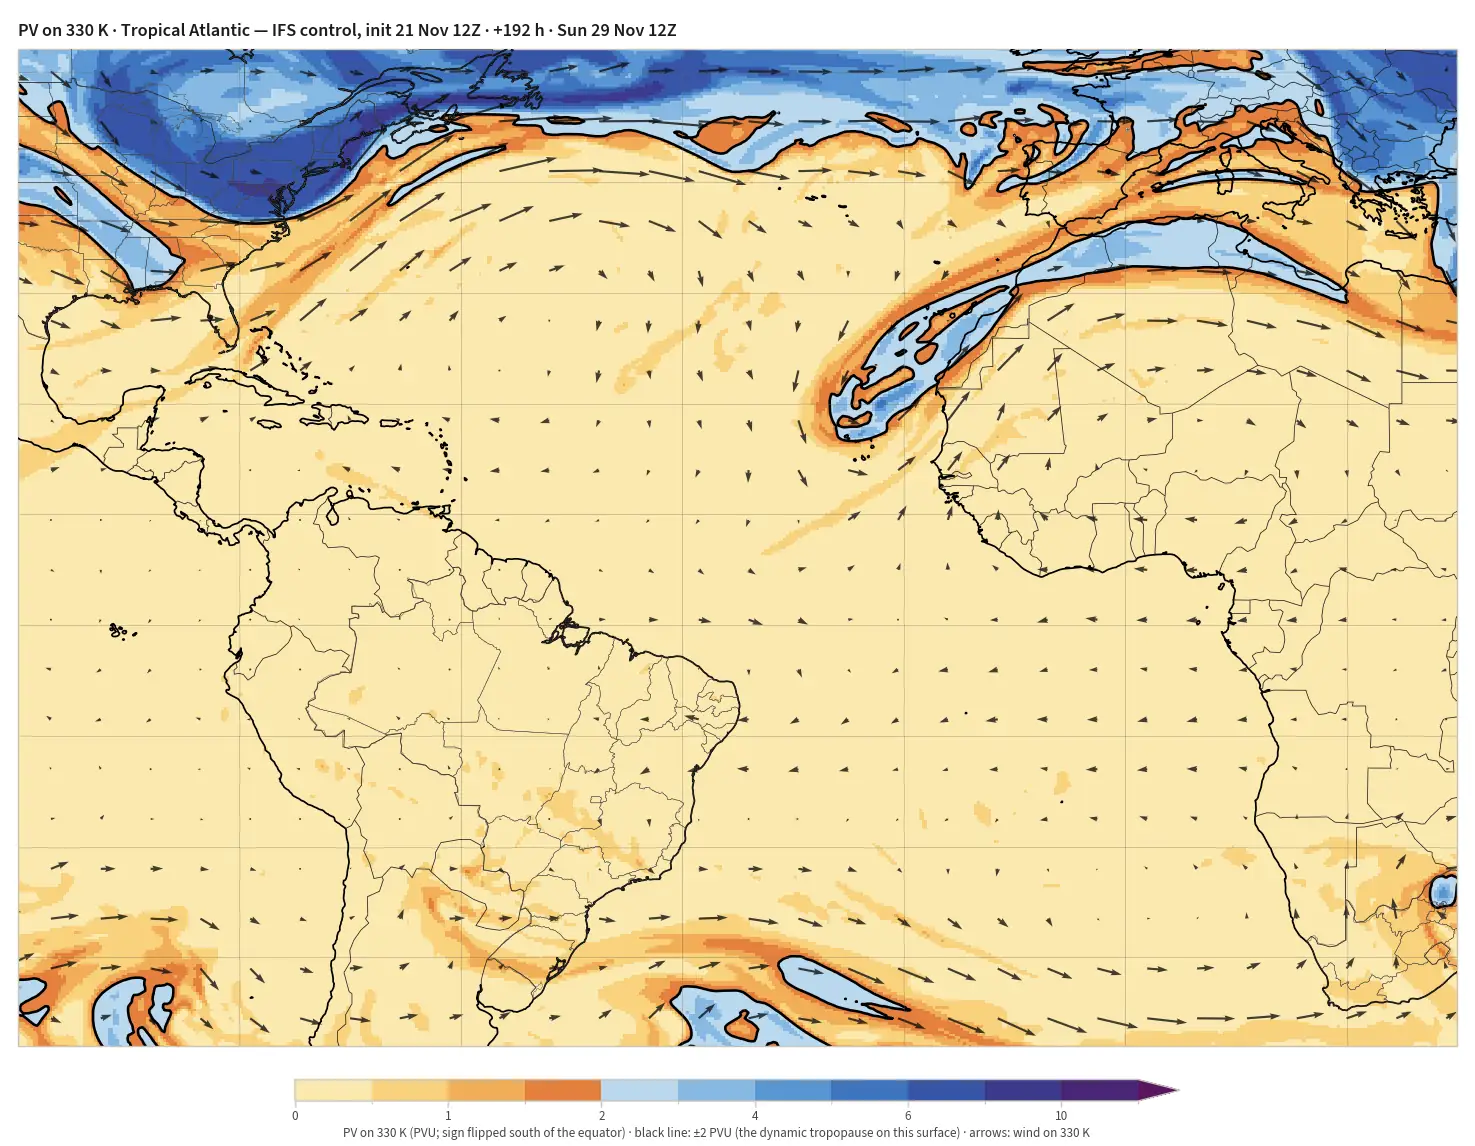 PV on 330 K · Tropical Atlantic — IFS control, init 21 Nov 12Z · +192 h · Sun 29 Nov 12Z
0 1 2 4 6 10
PV on 330 K (PVU; sign flipped south of the equator) · black line: ±2 PVU (the dynamic tropopause on this surface) · arrows: wind on 330 K